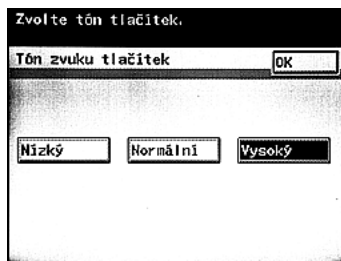 Zvolte tón tlačítek.
Tón zvuku tlačítek OK
Nízký Normální Vysoký